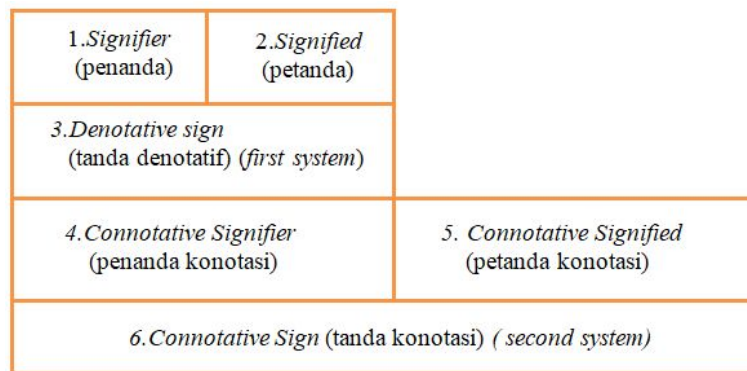 1.Signifier
(penanda)
2.Signified
(petanda)
3.Denotative sign
(tanda denotatif) (first system)
4.Connotative Signifier
(penanda konotasi)
5. Connotative Signified
(petanda konotasi)
6.Connotative Sign (tanda konotasi) ( second system)